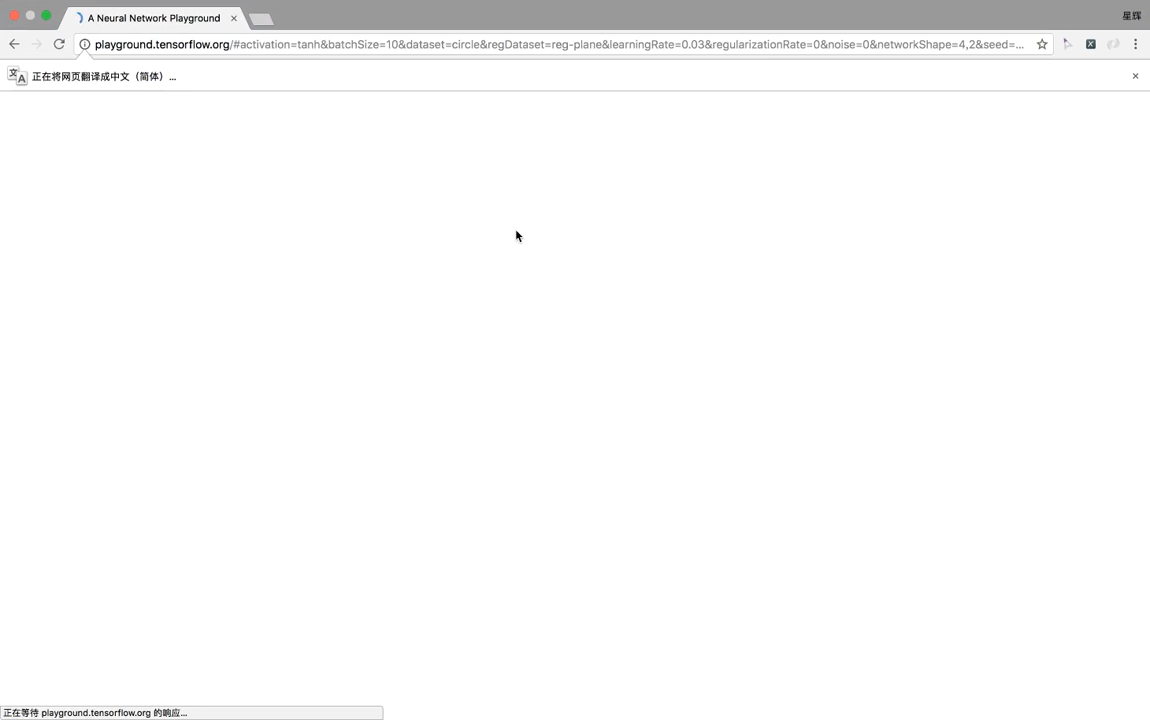 A Neural Network Playground
星辉
playground.tensorflow.org/#activation=tanh&batchSize=10&dataset=circle&regDataset=reg-plane&learningRate=0.03&regularizationRate=0&noise=0&networkShape=4,2&seed=...
正在将网页翻译成中文（简体）...
正在等待 playground.tensorflow.org 的响应...